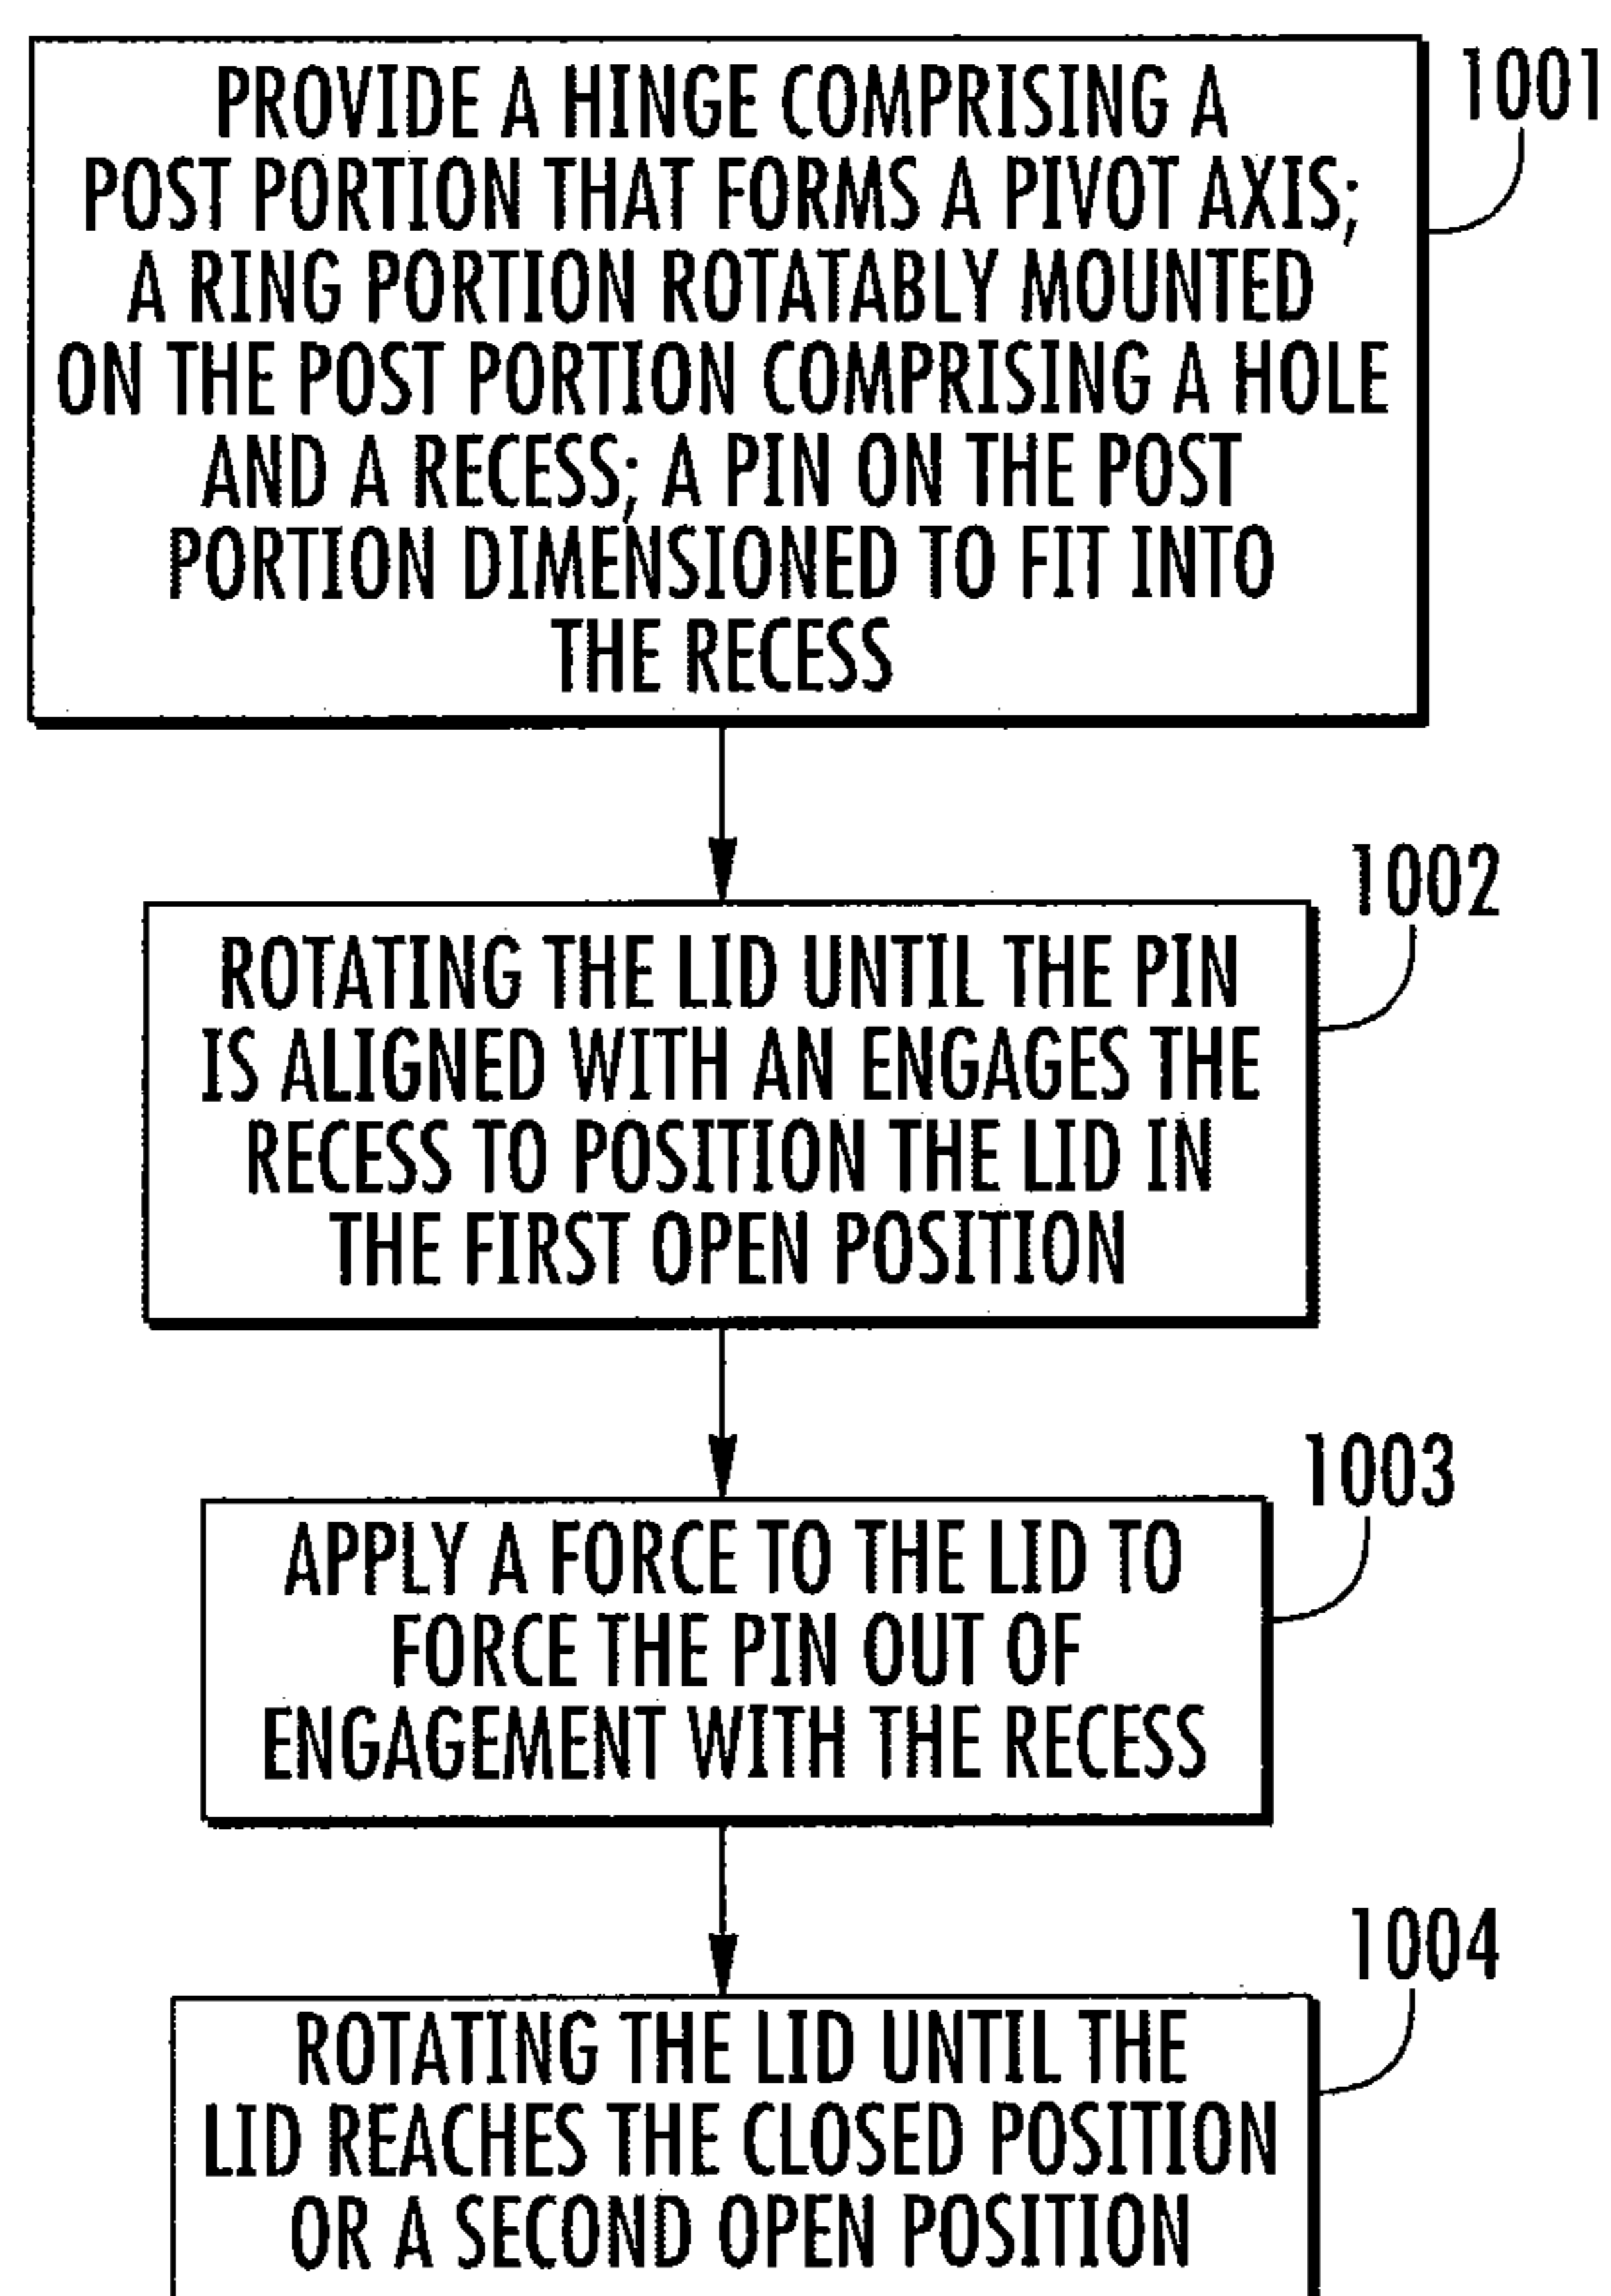 PROVIDE A HINGE COMPRISING A
POST PORTION THAT FORMS A PIVOT AXIS;
A RING PORTION ROTATABLY MOUNTED
ON THE POST PORTION COMPRISING A HOLE
AND A RECESS; A PIN ON THE POST
PORTION DIMENSIONED TO FIT INTO
THE RECESS
1001
ROTATING THE LID UNTIL THE PIN
IS ALIGNED WITH AN ENGAGES THE
RECESS TO POSITION THE LID IN
THE FIRST OPEN POSITION
1002
APPLY A FORCE TO THE LID TO
FORCE THE PIN OUT OF
ENGAGEMENT WITH THE RECESS
1003
ROTATING THE LID UNTIL THE
LID REACHES THE CLOSED POSITION
OR A SECOND OPEN POSITION
1004